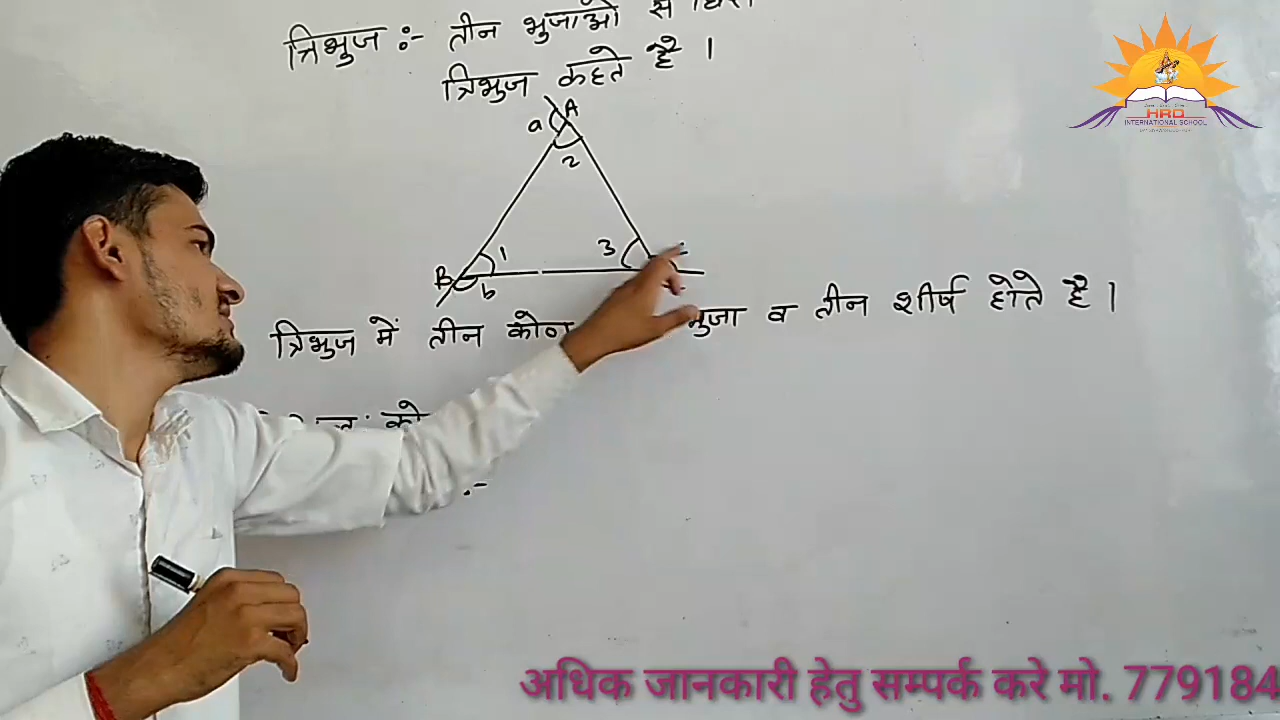 त्रिभुज :- तीन भुजाओ से
त्रिभुज कहते है ।
A
a
2
3
1
B
b
त्रिभुज में तीन कोण भुजा व तीन शीर्ष होते है ।
HRD
INTERNATIONAL SCHOOL
अधिक जानकारी हेतु सम्पर्क करे मो. 779184